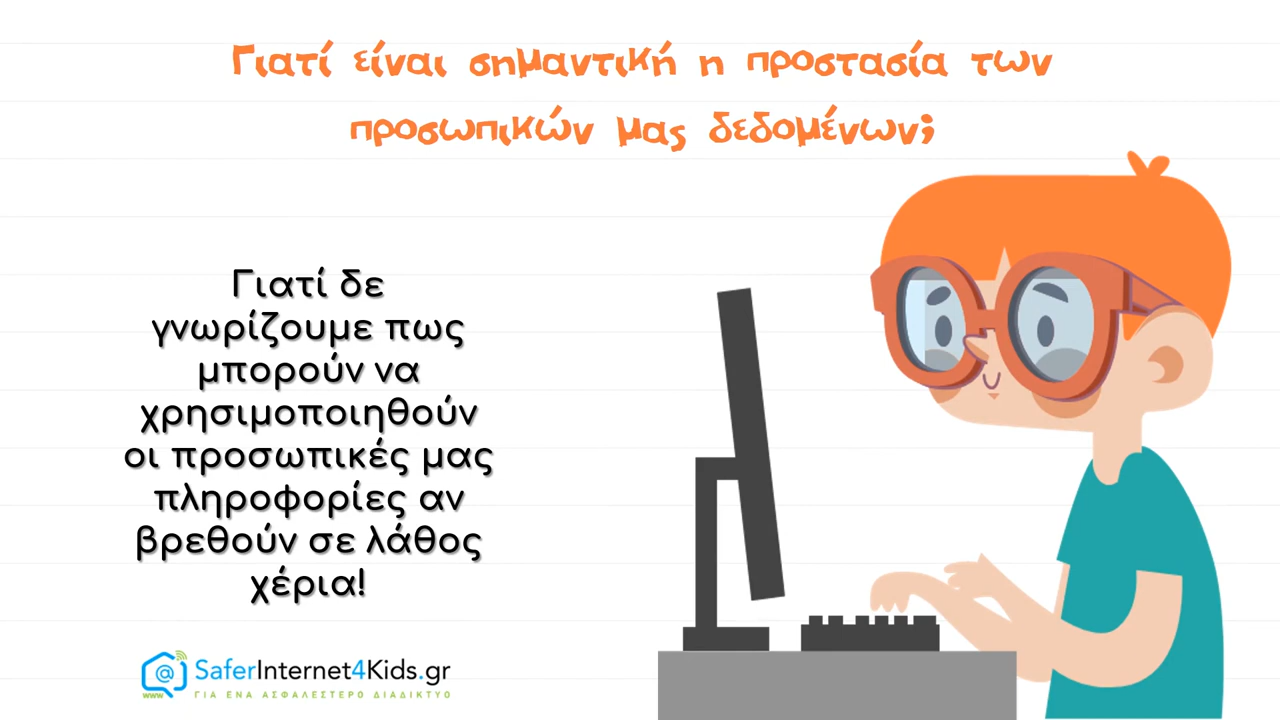 Γιατί είναι σημαντική η προστασία των
προσωπικών μας δεδομένων;
Γιατί δε
γνωρίζουμε πως
μπορούν να
χρησιμοποιηθούν
οι προσωπικές μας
πληροφορίες αν
βρεθούν σε λάθος
χέρια!
@
www
SaferInternet4Kids.gr
ΓΙΑ ΕΝΑ ΑΣΦΑΛΕΣΤΕΡΟ ΔΙΑΔΙΚΤΥΟ